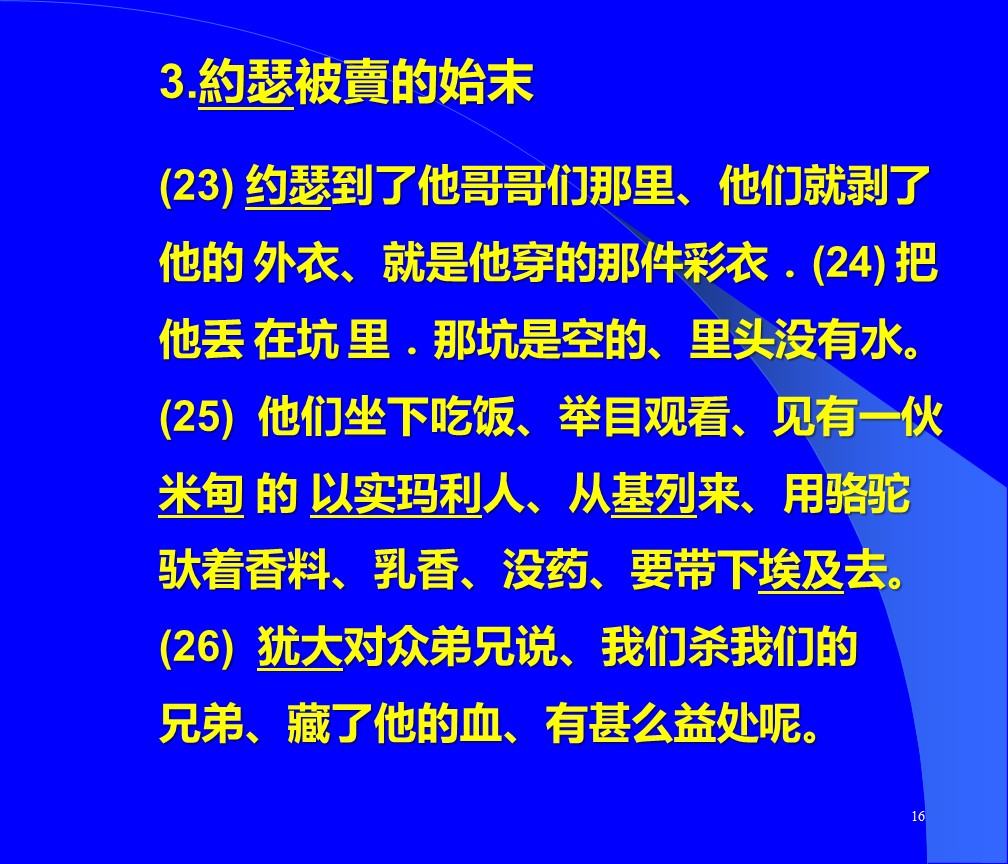 3.約瑟被賣的始末
(23) 约瑟到了他哥哥们那里、他们就剥了
他的 外衣、就是他穿的那件彩衣．(24) 把
他丢 在坑 里．那坑是空的、里头没有水。
(25)  他们坐下吃饭、举目观看、见有一伙
米甸 的 以实玛利人、从基列来、用骆驼
驮着香料、乳香、没药、要带下埃及去。
(26)  犹大对众弟兄说、我们杀我们的
兄弟、藏了他的血、有甚么益处呢。
16